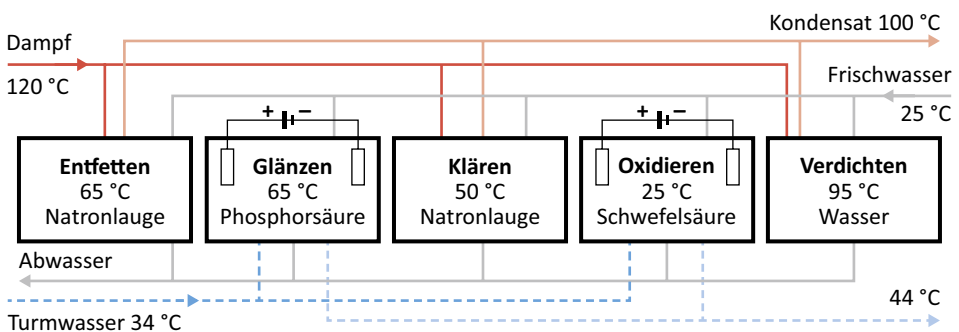 Kondensat 100 °C
Dampf
120 °C
Frischwasser
25 °C
+ −
+ −
Entfetten
65 °C
Natronlauge
Glänzen
65 °C
Phosphorsäure
Klären
50 °C
Natronlauge
Oxidieren
25 °C
Schwefelsäure
Verdichten
95 °C
Wasser
Abwasser
Turmwasser 34 °C
44 °C